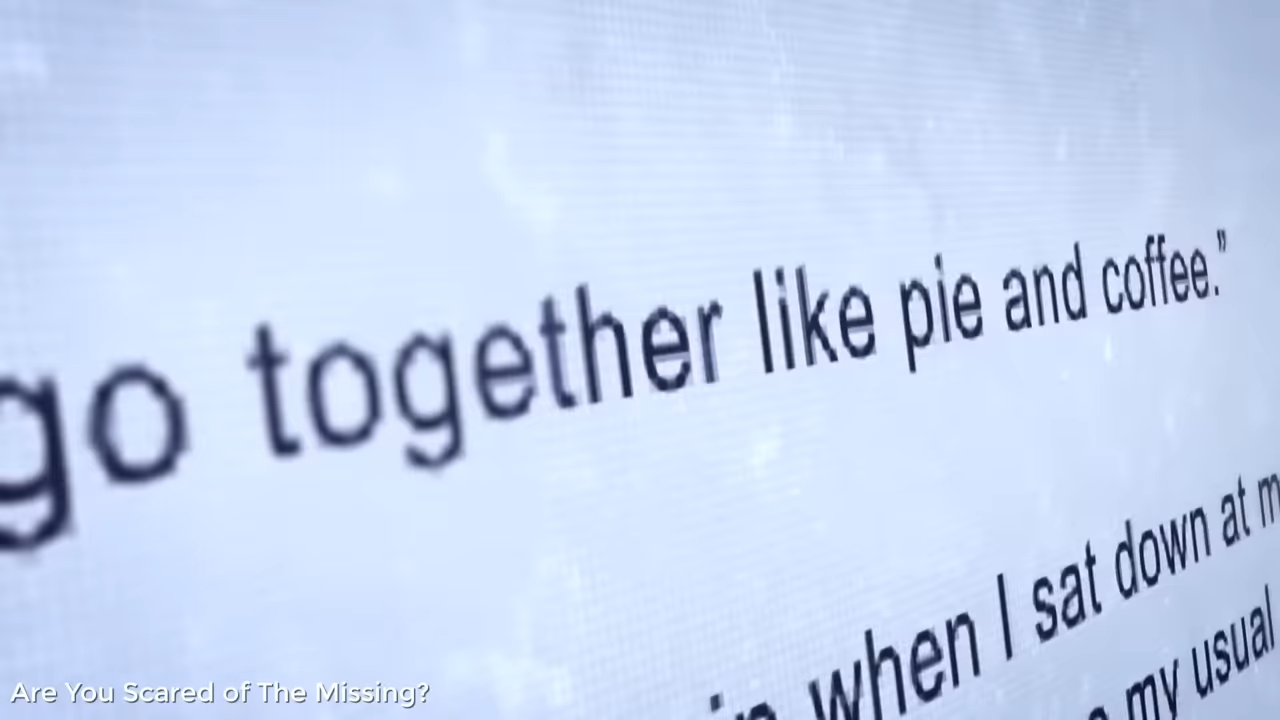 go together like pie and coffee."
when I sat down at
my usual
Are You Scared of The Missing?